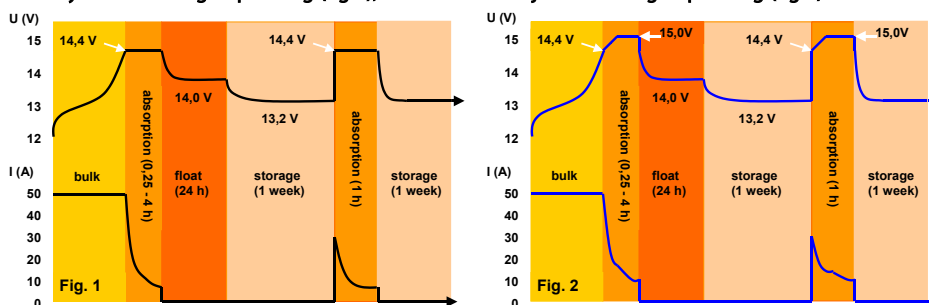 U (V)
15
14
13
12
14,4 V
14,0 V
13,2 V
14,4 V
I (A)
50
40
30
20
10
0
bulk
absorption (0,25 - 4 h)
float
(24 h)
storage
(1 week)
absorption (1 h)
storage
(1 week)
Fig. 1
U (V)
15
14
13
12
14,4 V
15,0V
14,0 V
13,2 V
14,4 V
15,0V
I (A)
50
40
30
20
10
0
bulk
absorption (0,25 - 4 h)
float
(24 h)
storage
(1 week)
absorption (1 h)
storage
(1 week)
Fig. 2